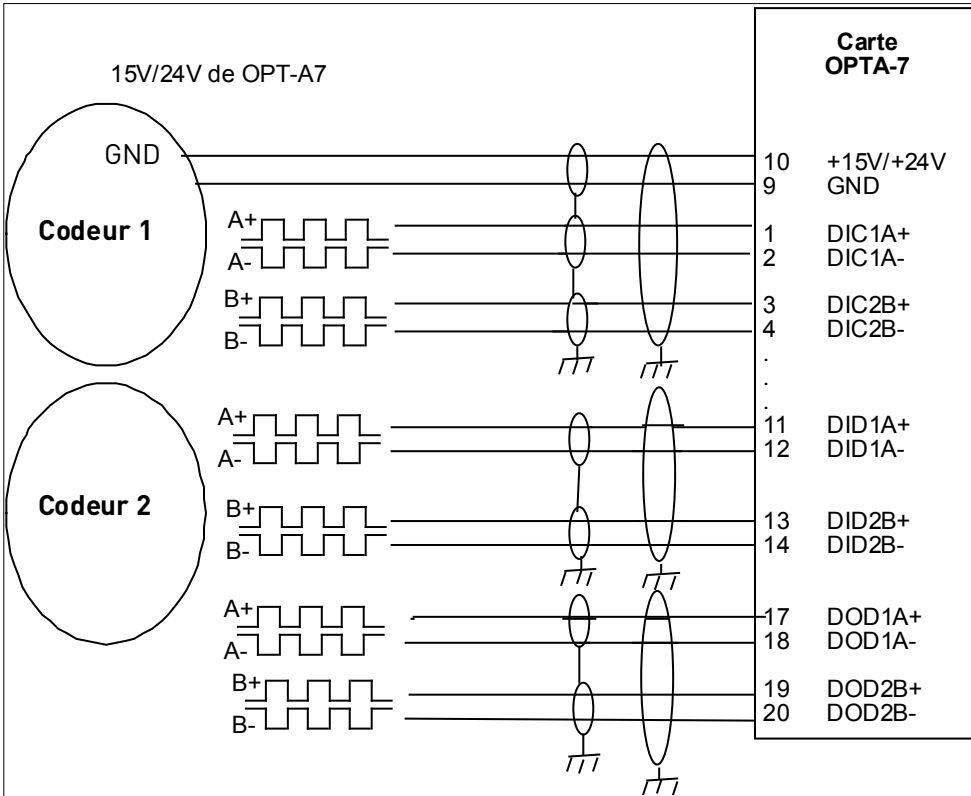 Carte
OPTA-7
15V/24V de OPT-A7
GND
10 +15V/+24V
9 GND
Codeur 1
A+
A-
1 DIC1A+
2 DIC1A-
B+
B-
3 DIC2B+
4 DIC2B-
.
.
.
Codeur 2
A+
A-
11 DID1A+
12 DID1A-
B+
B-
13 DID2B+
14 DID2B-
A+
A-
17 DOD1A+
18 DOD1A-
B+
B-
19 DOD2B+
20 DOD2B-